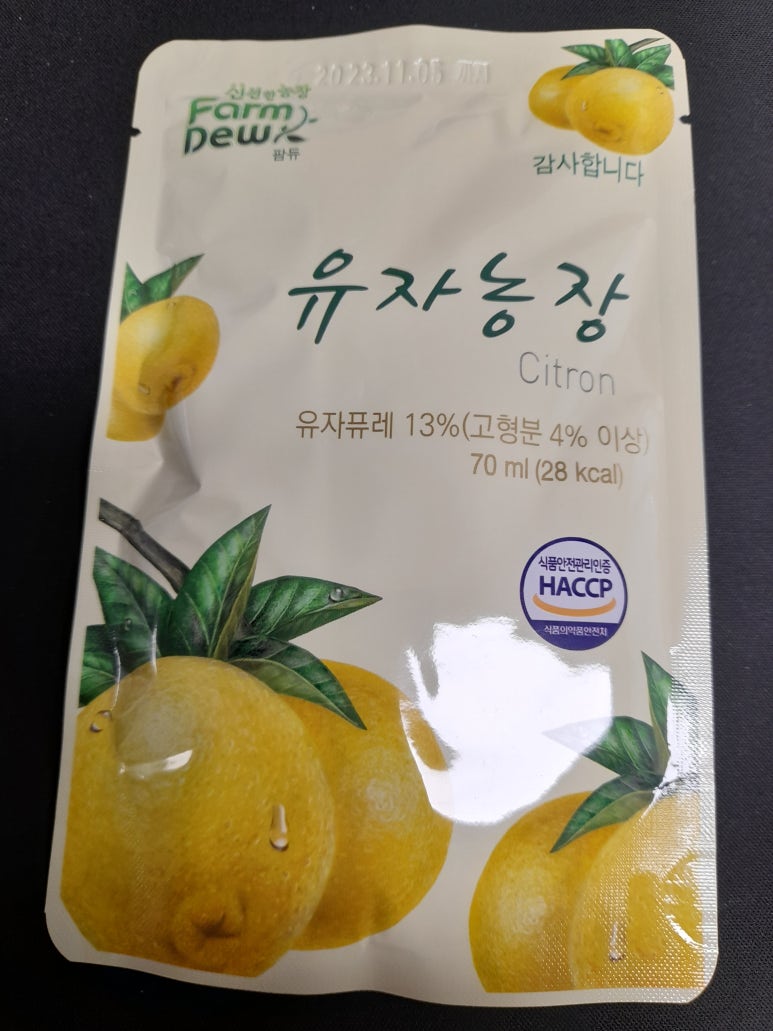 2023.11.05 까지
신선한농장
Farm
Dew
팜듀
감사합니다
유자농장
Citron
유자퓨레 13%(고형분 4% 이상)
70 ml (28 kcal)
식품안전관리인증
HACCP
식품의약품안전처